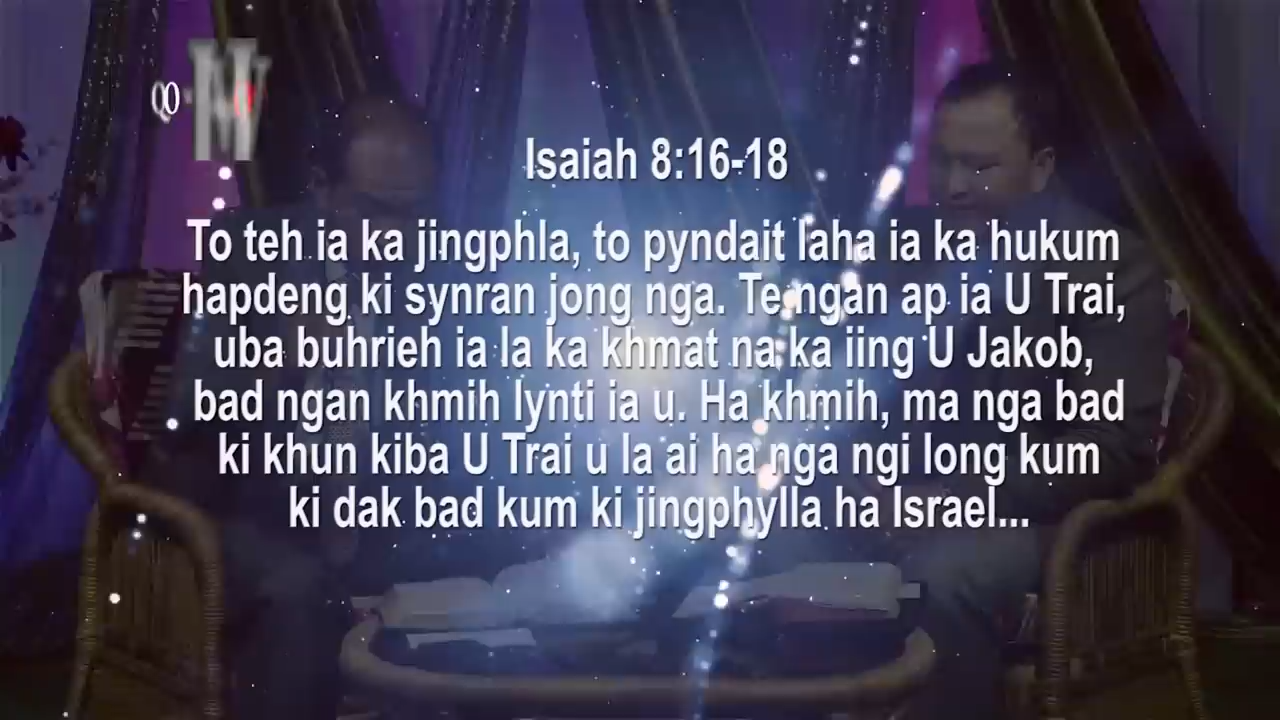 QO
Isaiah 8:16-18
To teh ia ka jingphla, to pyndait laha ia ka hukum
hapdeng ki synran jong nga. Te ngan ap ia U Trai,
uba buhrieh ia la ka khmat na ka iing U Jakob,
bad ngan khmih lynti ia u. Ha khmih, ma nga bad
ki khun kiba U Trai u la ai ha nga ngi long kum
ki dak bad kum ki jingphylla ha Israel...